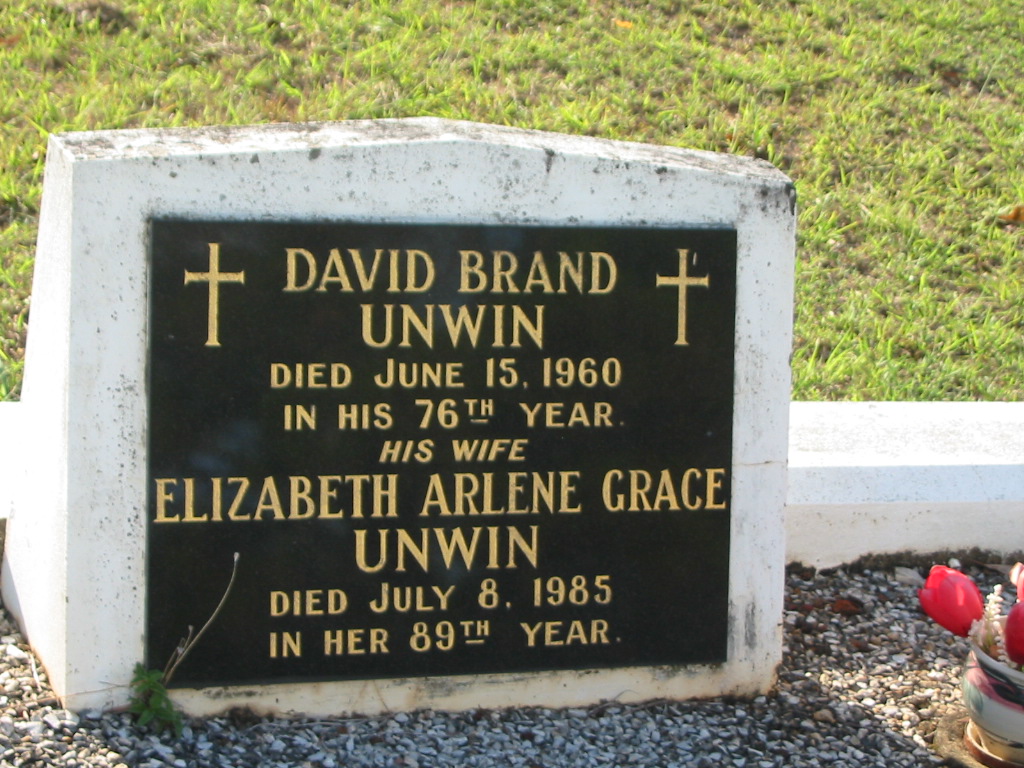 DAVID BRAND
UNWIN
DIED JUNE 15, 1960
IN HIS 76TH YEAR.
HIS WIFE
ELIZABETH ARLENE GRACE
UNWIN
DIED JULY 8, 1985
IN HER 89TH YEAR.